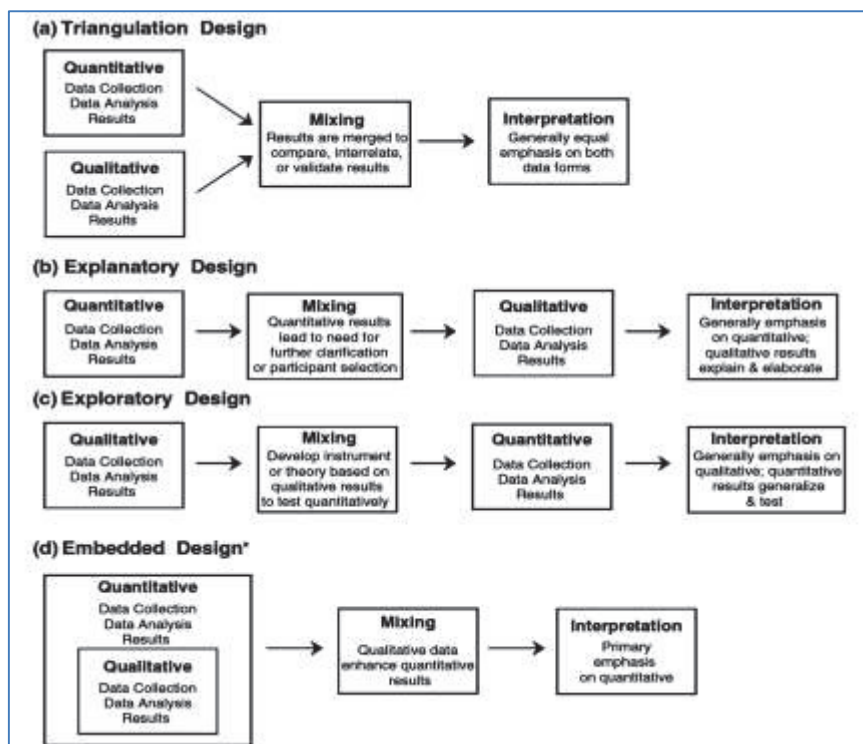 (a) Triangulation Design
Quantitative
Data Collection
Data Analysis
Results
Qualitative
Data Collection
Data Analysis
Results
Mixing
Results are merged to
compare, interrelate,
or validate results
Interpretation
Generally equal
emphasis on both
data forms
(b) Explanatory Design
Quantitative
Data Collection
Data Analysis
Results
Mixing
Quantitative results
lead to need for
further clarification
or participant selection
Qualitative
Data Collection
Data Analysis
Results
Interpretation
Generally emphasis
on quantitative;
qualitative results
explain & elaborate
(c) Exploratory Design
Qualitative
Data Collection
Data Analysis
Results
Mixing
Develop instrument
or theory based on
qualitative results
to test quantitatively
Quantitative
Data Collection
Data Analysis
Results
Interpretation
Generally emphasis on
qualitative; quantitative
results generalize
& test
(d) Embedded Design*
Quantitative
Data Collection
Data Analysis
Results
Qualitative
Data Collection
Data Analysis
Results
Mixing
Qualitative data
enhance quantitative
results
Interpretation
Primary
emphasis
on quantitative